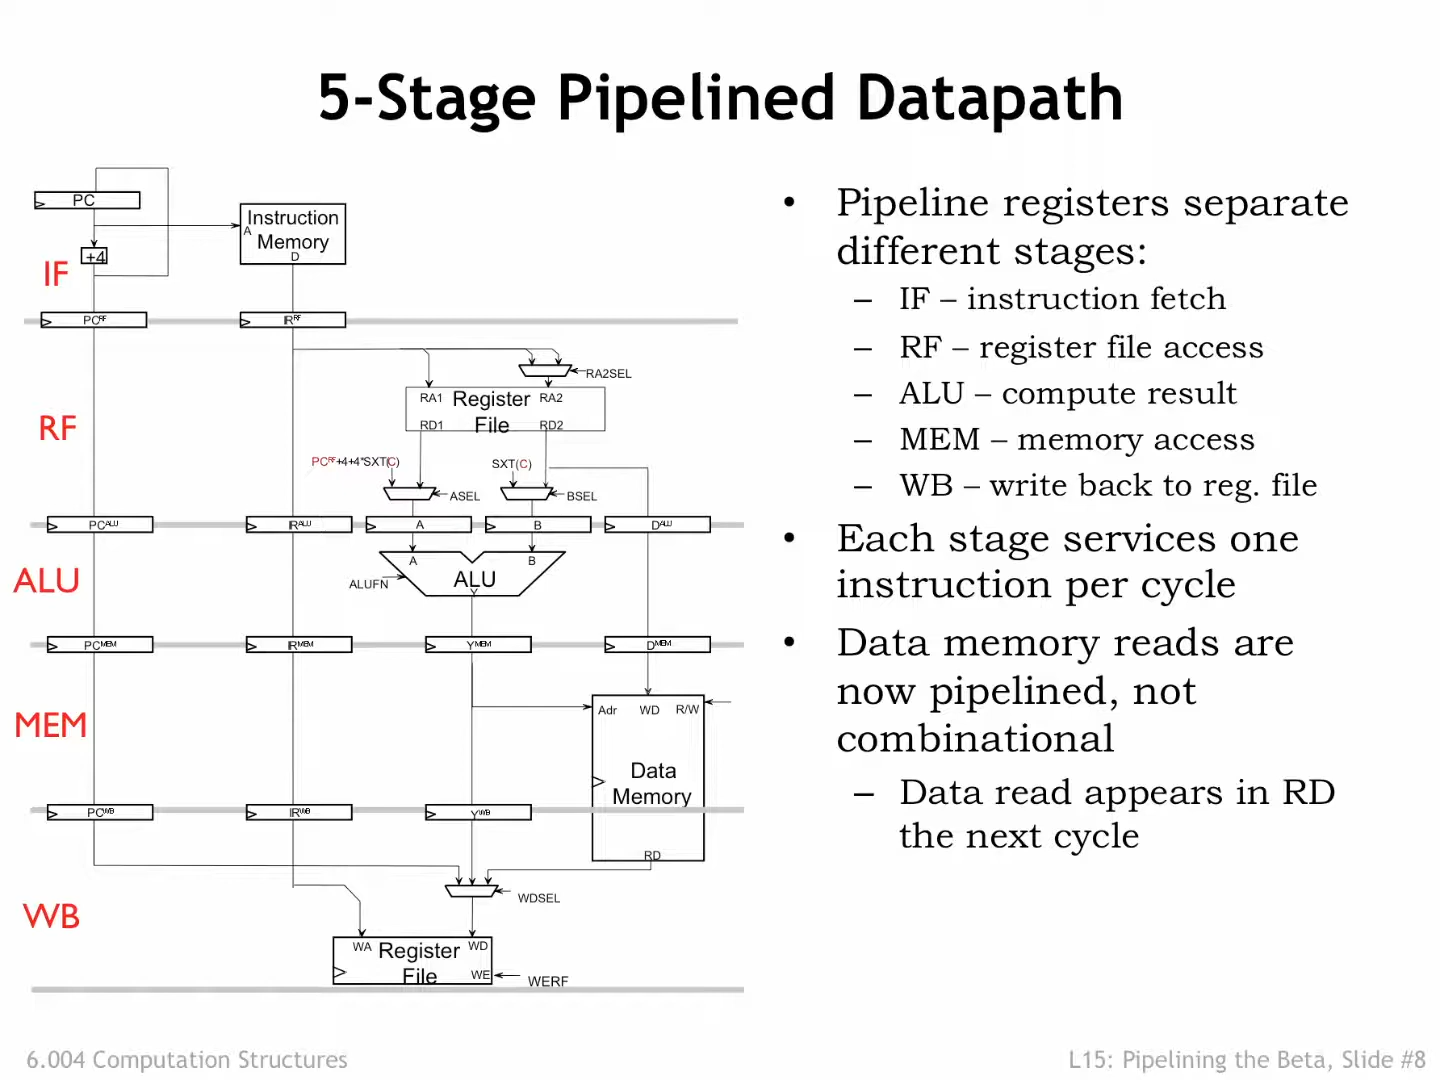 5-Stage Pipelined Datapath
PC
+4
Instruction
Memory
A
D
IF
PCRF
IRRF
RA2SEL
RA1
Register
File
RA2
RD1
RD2
RF
PCRF+4+4*SXT(C)
SXT(C)
ASEL
BSEL
PCALU
IRALU
A
B
DALU
ALU
A
B
ALUFN
ALU
Y
PCMEM
IRMEM
YMEM
DMEM
MEM
Adr
WD
R/W
Data
Memory
PCWB
IRWB
YWB
RD
WDSEL
WB
WA
Register
File
WD
WE
WERF
• Pipeline registers separate
different stages:
– IF – instruction fetch
– RF – register file access
– ALU – compute result
– MEM – memory access
– WB – write back to reg. file
• Each stage services one
instruction per cycle
• Data memory reads are
now pipelined, not
combinational
– Data read appears in RD
the next cycle
6.004 Computation Structures
L15: Pipelining the Beta, Slide #8